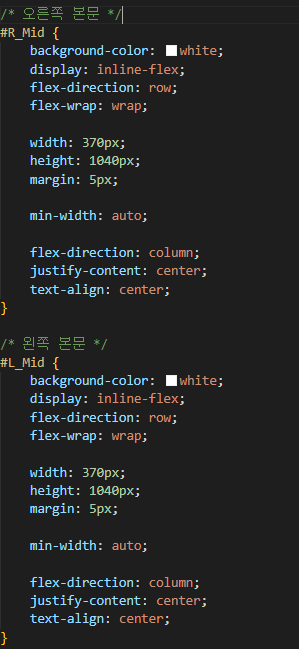 /* 오른쪽 본문 */
#R_Mid {
background-color: white;
display: inline-flex;
flex-direction: row;
flex-wrap: wrap;
width: 370px;
height: 1040px;
margin: 5px;
min-width: auto;
flex-direction: column;
justify-content: center;
text-align: center;
}
/* 왼쪽 본문 */
#L_Mid {
background-color: white;
display: inline-flex;
flex-direction: row;
flex-wrap: wrap;
width: 370px;
height: 1040px;
margin: 5px;
min-width: auto;
flex-direction: column;
justify-content: center;
text-align: center;
}